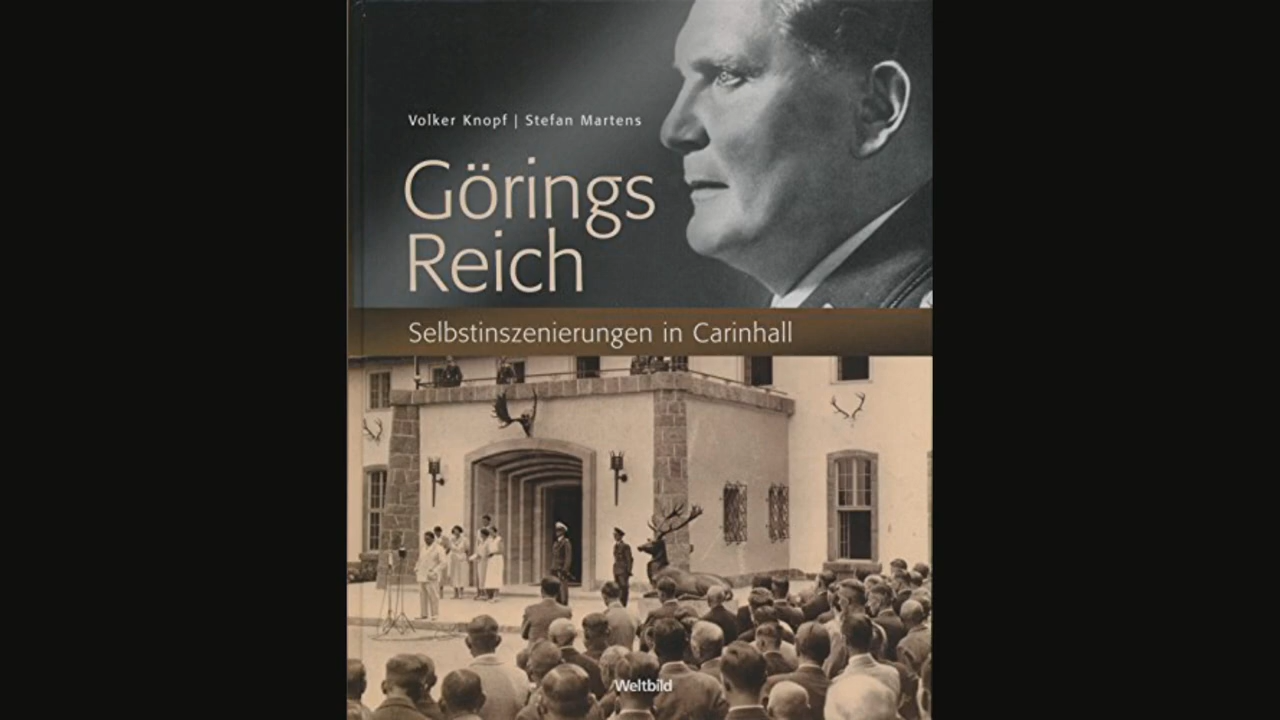 Volker Knopf | Stefan Martens
Görings
Reich
Selbstinszenierungen in Carinhall
Weltbild